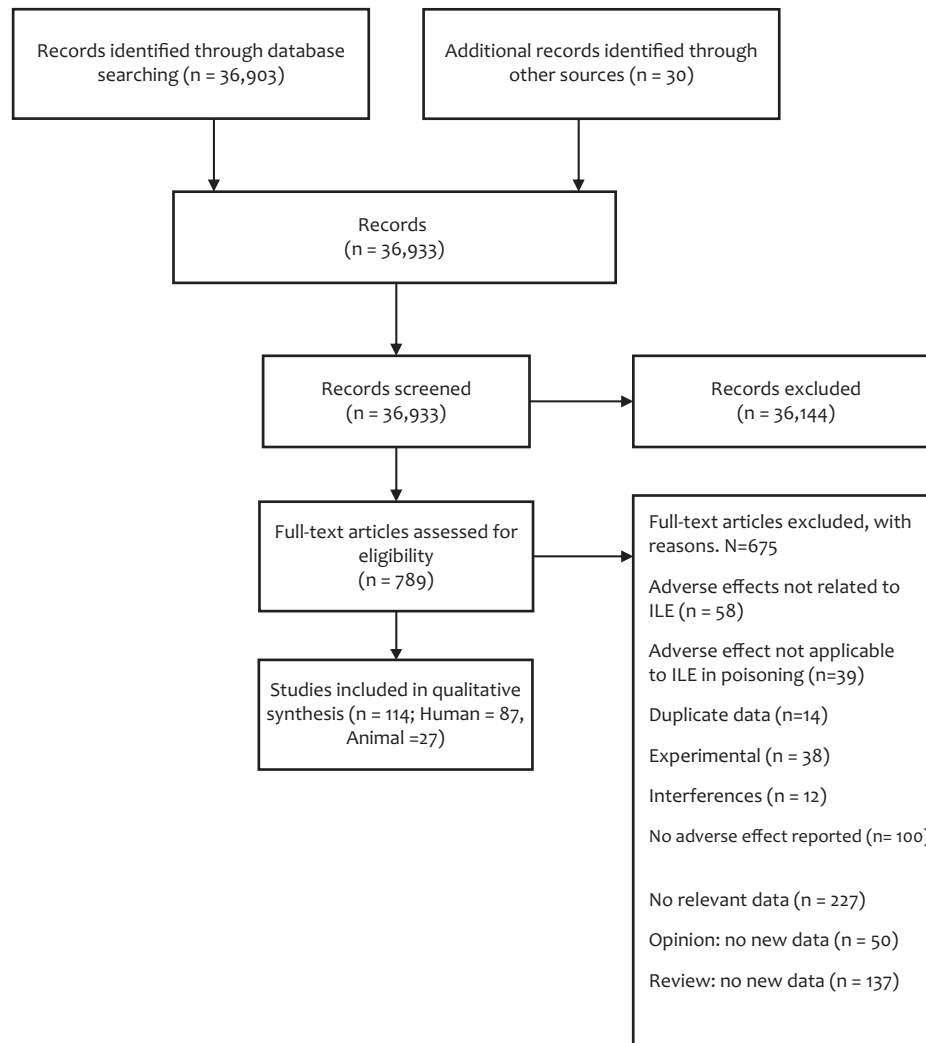 Records identified through database
searching (n = 36,903)
Additional records identified through
other sources (n = 30)
Records
(n = 36,933)
Records screened
(n = 36,933)
Records excluded
(n = 36,144)
Full-text articles assessed for
eligibility
(n = 789)
Full-text articles excluded, with
reasons. N=675
Adverse effects not related to
ILE (n = 58)
Adverse effect not applicable
to ILE in poisoning (n=39)
Duplicate data (n=14)
Experimental (n = 38)
Interferences (n = 12)
No adverse effect reported (n= 100)
No relevant data (n = 227)
Opinion: no new data (n = 50)
Review: no new data (n = 137)
Studies included in qualitative
synthesis (n = 114; Human = 87,
Animal =27)